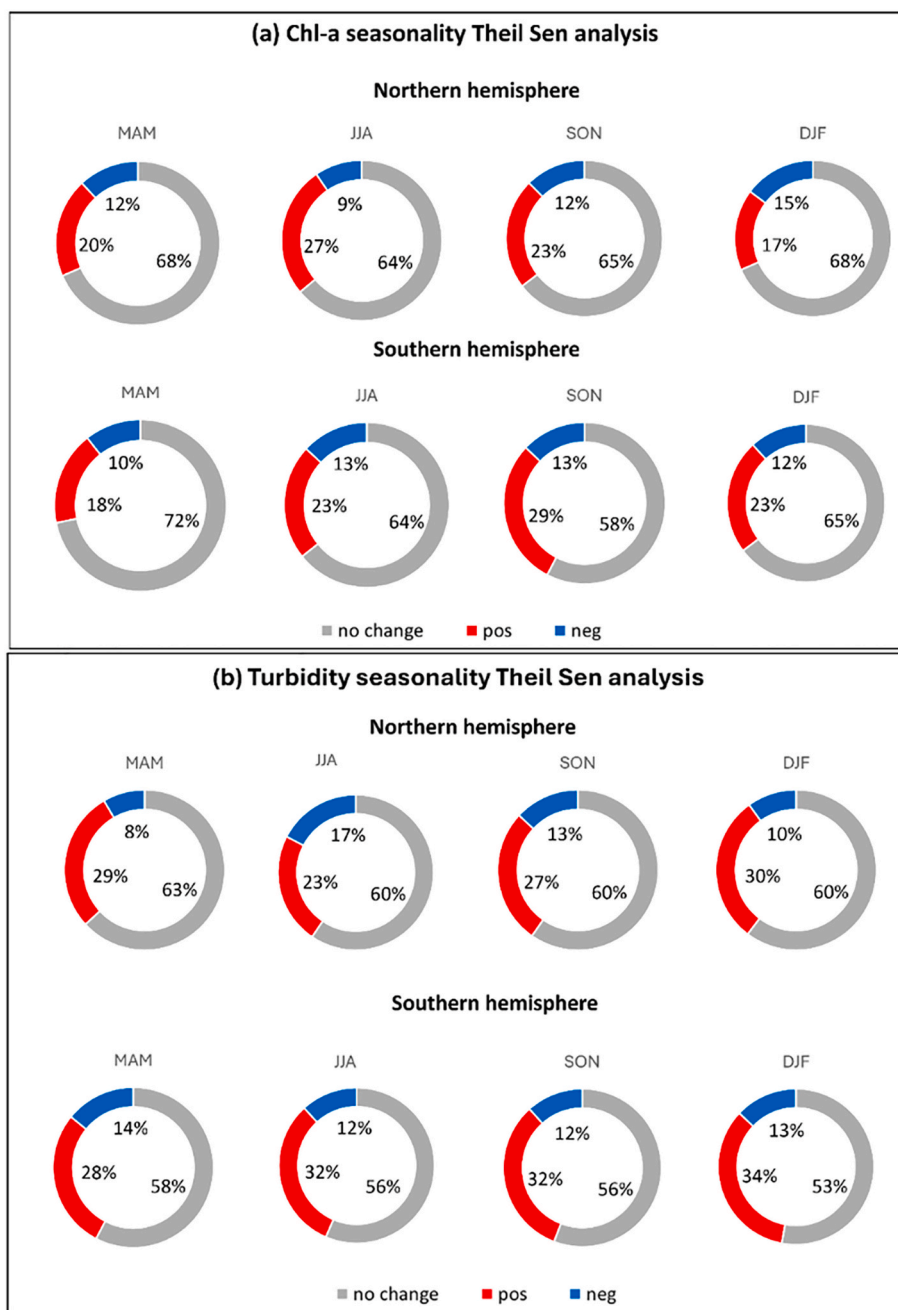 (a) Chl-a seasonality Theil Sen analysis
Northern hemisphere
MAM JJA SON DJF
12% 9% 12% 15%
20% 68% 27% 64% 23% 65% 17% 68%
Southern hemisphere
MAM JJA SON DJF
10% 13% 13% 12%
18% 72% 23% 64% 29% 58% 23% 65%
no change pos neg
(b) Turbidity seasonality Theil Sen analysis
Northern hemisphere
MAM JJA SON DJF
8% 17% 13% 10%
29% 63% 23% 60% 27% 60% 30% 60%
Southern hemisphere
MAM JJA SON DJF
14% 12% 12% 13%
28% 58% 32% 56% 32% 56% 34% 53%
no change pos neg